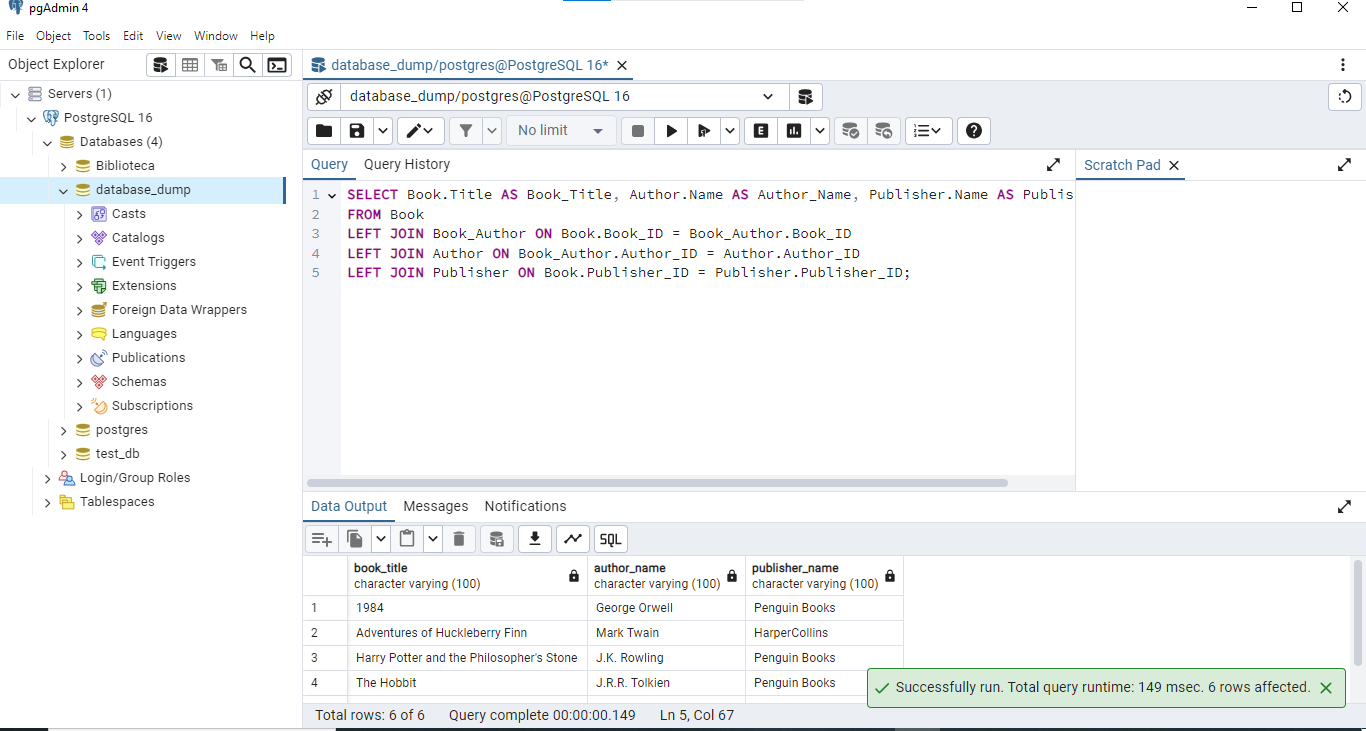 pgAdmin 4
File Object Tools Edit View Window Help
Object Explorer
Servers (1)
PostgreSQL 16
Databases (4)
Biblioteca
database_dump
Casts
Catalogs
Event Triggers
Extensions
Foreign Data Wrappers
Languages
Publications
Schemas
Subscriptions
postgres
test_db
Login/Group Roles
Tablespaces
database_dump/postgres@PostgreSQL 16*
database_dump/postgres@PostgreSQL 16
No limit
E
Query Query History
Scratch Pad
1 SELECT Book.Title AS Book_Title, Author.Name AS Author_Name, Publisher.Name AS Publis
2 FROM Book
3 LEFT JOIN Book_Author ON Book.Book_ID = Book_Author.Book_ID
4 LEFT JOIN Author ON Book_Author.Author_ID = Author.Author_ID
5 LEFT JOIN Publisher ON Book.Publisher_ID = Publisher.Publisher_ID;
Data Output Messages Notifications
SQL
book_title author_name publisher_name
character varying (100) character varying (100) character varying (100)
1 1984 George Orwell Penguin Books
2 Adventures of Huckleberry Finn Mark Twain HarperCollins
3 Harry Potter and the Philosopher's Stone J.K. Rowling Penguin Books
4 The Hobbit J.R.R. Tolkien Penguin Books
Successfully run. Total query runtime: 149 msec. 6 rows affected.
Total rows: 6 of 6 Query complete 00:00:00.149 Ln 5, Col 67